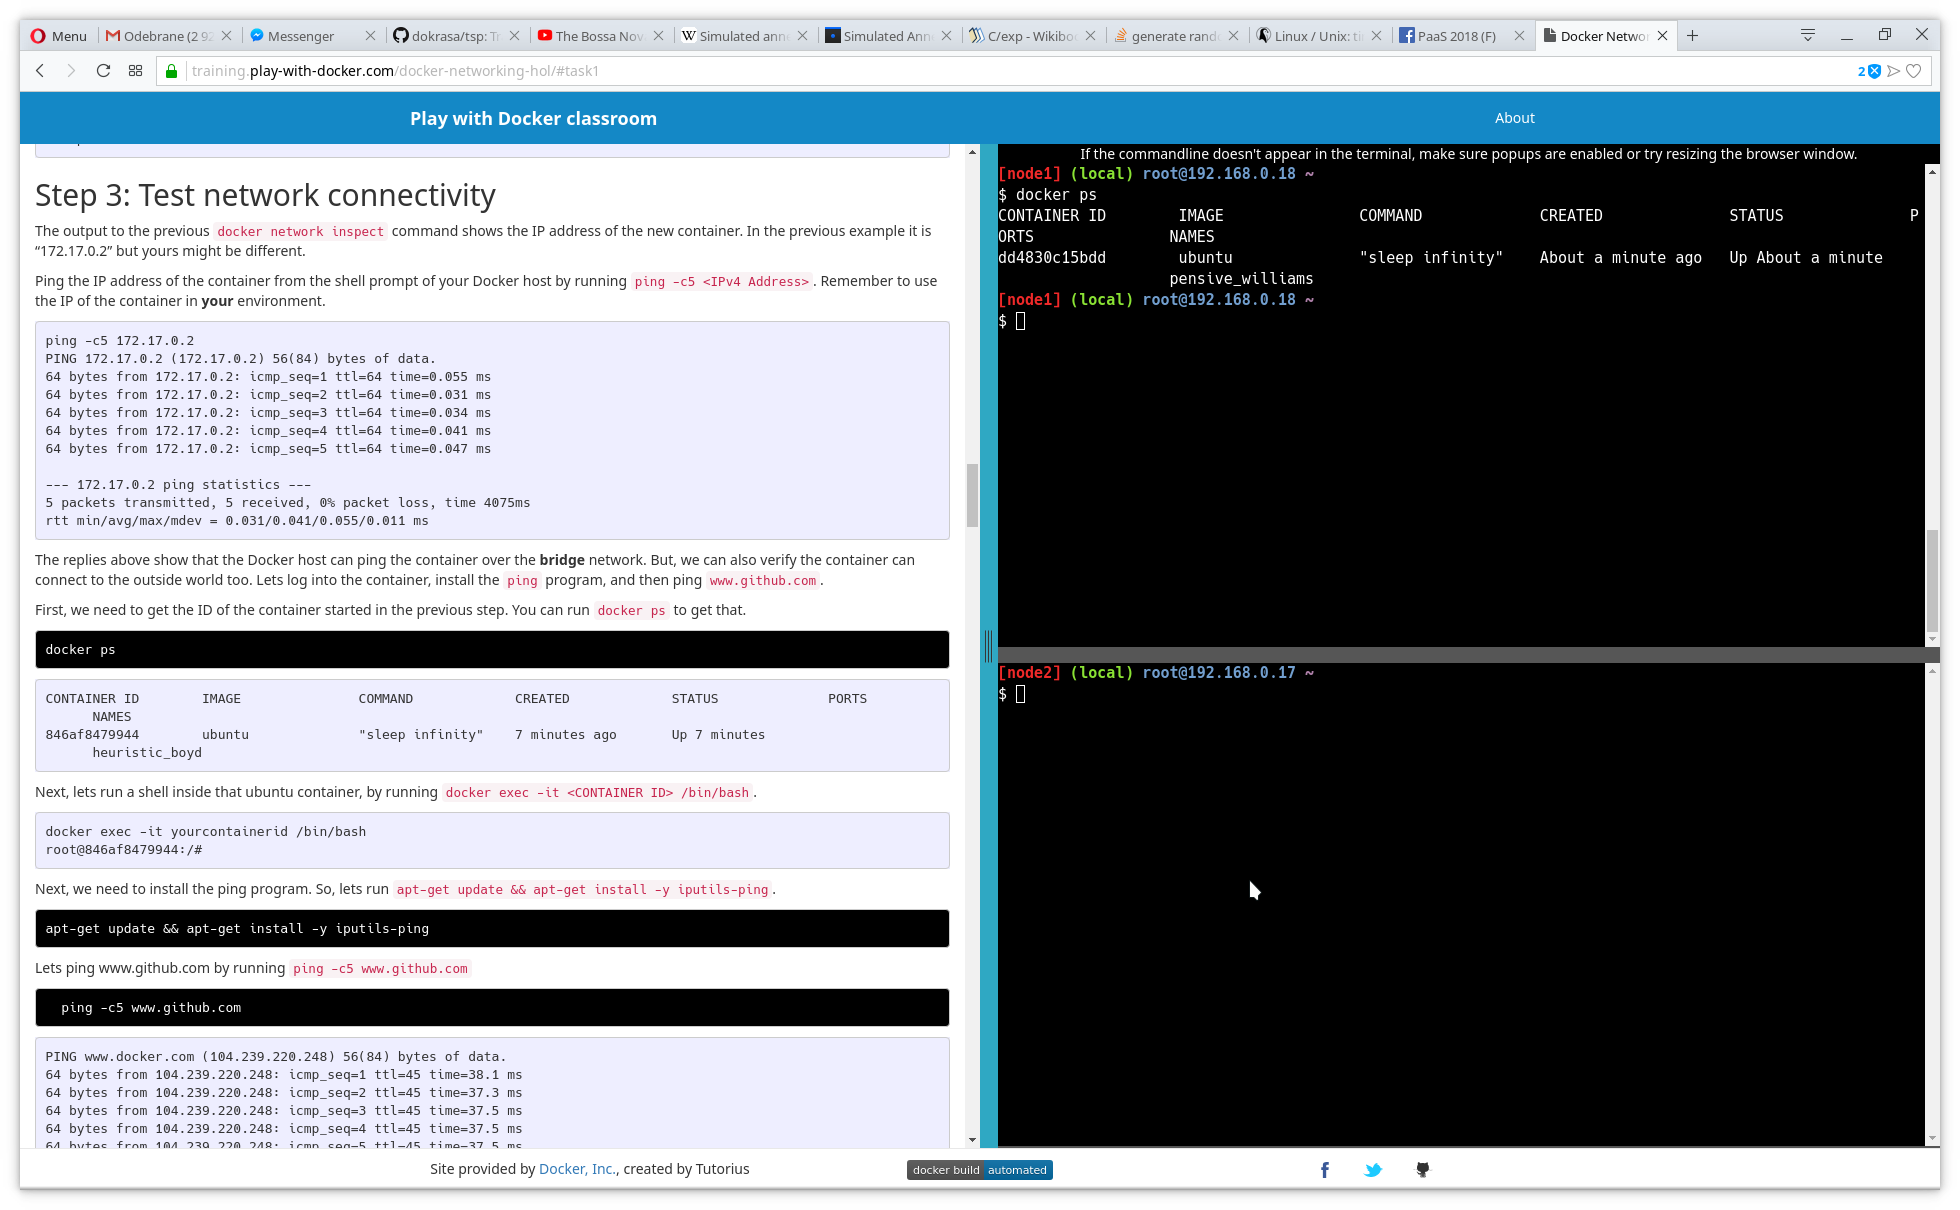 Menu
Odebrane (2 92
Messenger
dokrasa/tsp: Tr
The Bossa Nov
Simulated anne
Simulated Anne
C/exp - Wikiboo
generate rando
Linux / Unix: ti
PaaS 2018 (F)
Docker Networ
training.play-with-docker.com/docker-networking-hol/#task1
2
Play with Docker classroom
About
Step 3: Test network connectivity
The output to the previous docker network inspect command shows the IP address of the new container. In the previous example it is
“172.17.0.2” but yours might be different.
Ping the IP address of the container from the shell prompt of your Docker host by running ping -c5 <IPv4 Address>. Remember to use
the IP of the container in your environment.
ping -c5 172.17.0.2
PING 172.17.0.2 (172.17.0.2) 56(84) bytes of data.
64 bytes from 172.17.0.2: icmp_seq=1 ttl=64 time=0.055 ms
64 bytes from 172.17.0.2: icmp_seq=2 ttl=64 time=0.031 ms
64 bytes from 172.17.0.2: icmp_seq=3 ttl=64 time=0.034 ms
64 bytes from 172.17.0.2: icmp_seq=4 ttl=64 time=0.041 ms
64 bytes from 172.17.0.2: icmp_seq=5 ttl=64 time=0.047 ms
--- 172.17.0.2 ping statistics ---
5 packets transmitted, 5 received, 0% packet loss, time 4075ms
rtt min/avg/max/mdev = 0.031/0.041/0.055/0.011 ms
The replies above show that the Docker host can ping the container over the bridge network. But, we can also verify the container can
connect to the outside world too. Lets log into the container, install the ping program, and then ping www.github.com.
First, we need to get the ID of the container started in the previous step. You can run docker ps to get that.
docker ps
CONTAINER ID IMAGE COMMAND CREATED STATUS PORTS
NAMES
846af8479944 ubuntu "sleep infinity" 7 minutes ago Up 7 minutes
heuristic_boyd
Next, lets run a shell inside that ubuntu container, by running docker exec -it <CONTAINER ID> /bin/bash.
docker exec -it yourcontainerid /bin/bash
root@846af8479944:/#
Next, we need to install the ping program. So, lets run apt-get update && apt-get install -y iputils-ping.
apt-get update && apt-get install -y iputils-ping
Lets ping www.github.com by running ping -c5 www.github.com
ping -c5 www.github.com
PING www.docker.com (104.239.220.248) 56(84) bytes of data.
64 bytes from 104.239.220.248: icmp_seq=1 ttl=45 time=38.1 ms
64 bytes from 104.239.220.248: icmp_seq=2 ttl=45 time=37.3 ms
64 bytes from 104.239.220.248: icmp_seq=3 ttl=45 time=37.5 ms
64 bytes from 104.239.220.248: icmp_seq=4 ttl=45 time=37.5 ms
64 bytes from 104.239.220.248: icmp_seq=5 ttl=45 time=37.5 ms
If the commandline doesn't appear in the terminal, make sure popups are enabled or try resizing the browser window.
[node1] (local) root@192.168.0.18 ~
$ docker ps
CONTAINER ID IMAGE COMMAND CREATED STATUS P
ORTS NAMES
dd4830c15bdd ubuntu "sleep infinity" About a minute ago Up About a minute
pensive_williams
[node1] (local) root@192.168.0.18 ~
$
[node2] (local) root@192.168.0.17 ~
$
Site provided by Docker, Inc., created by Tutorius
docker build automated